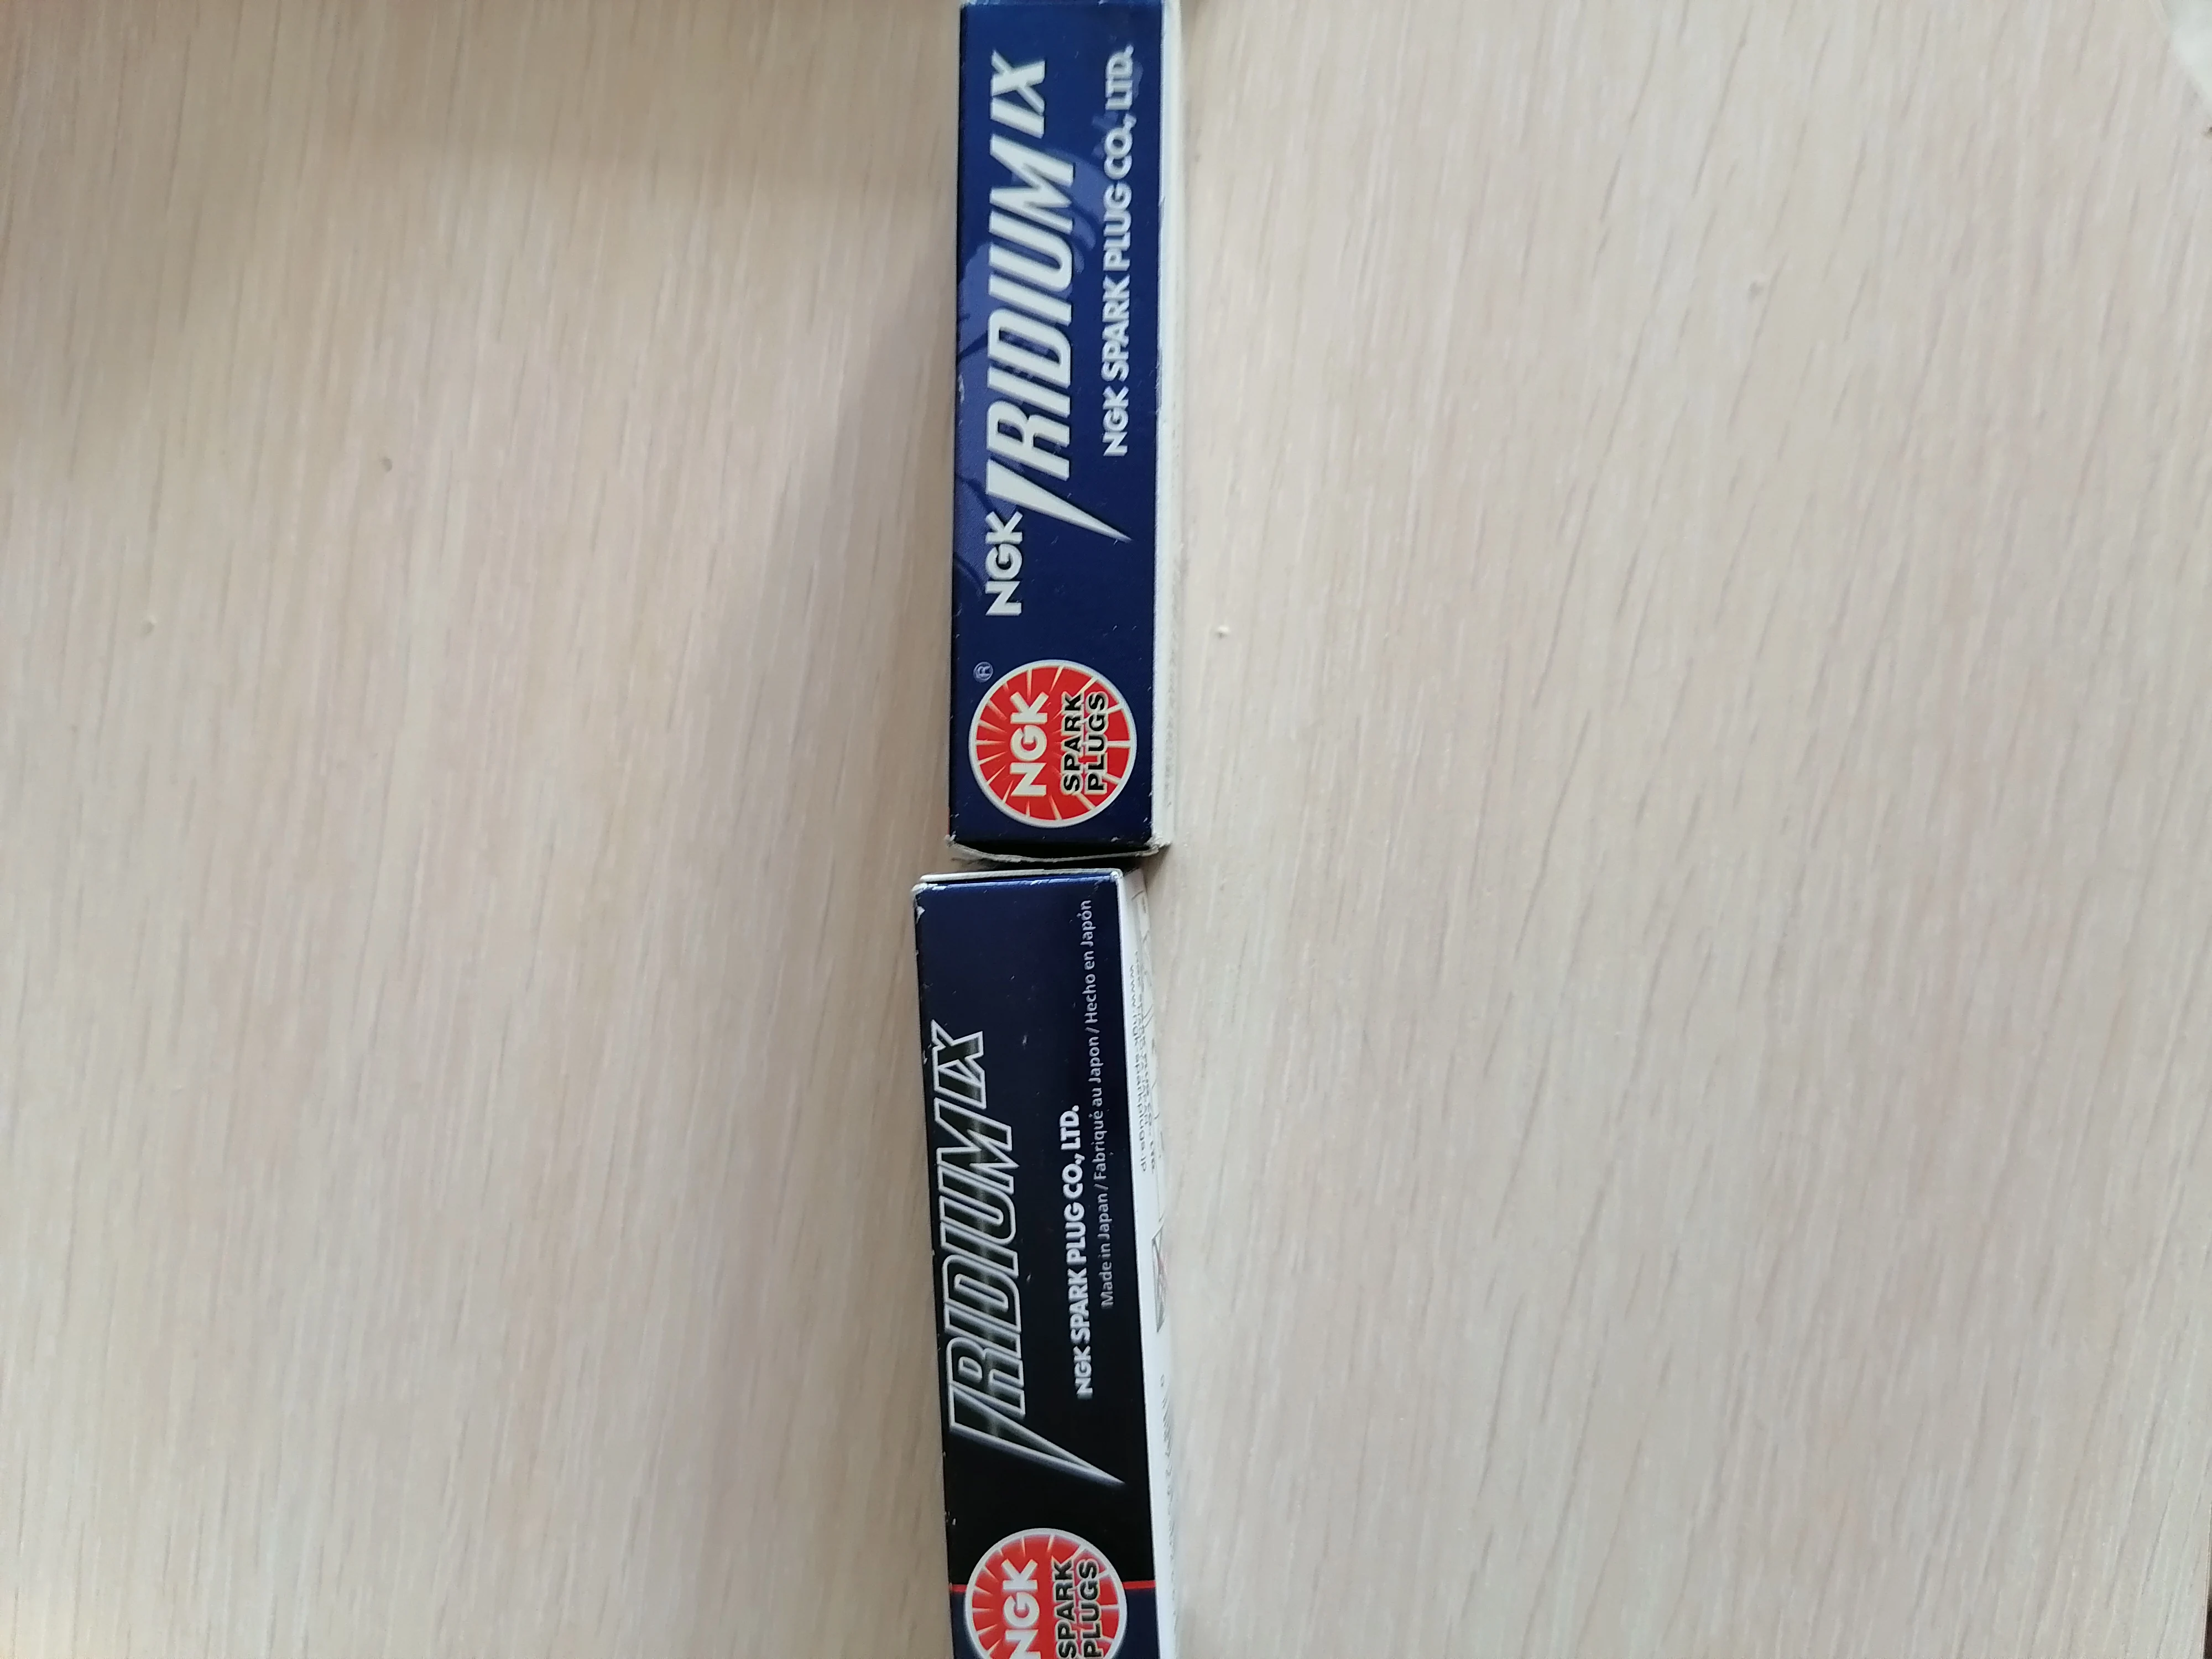 NGK IRIDIUM IX
NGK SPARK PLUG CO., LTD.
®
NGK
SPARK
PLUGS
IRIDIUM IX
NGK SPARK PLUG CO., LTD.
Made in Japan / Fabriqué au Japon / Hecho en Japón
NGK
SPARK
PLUGS